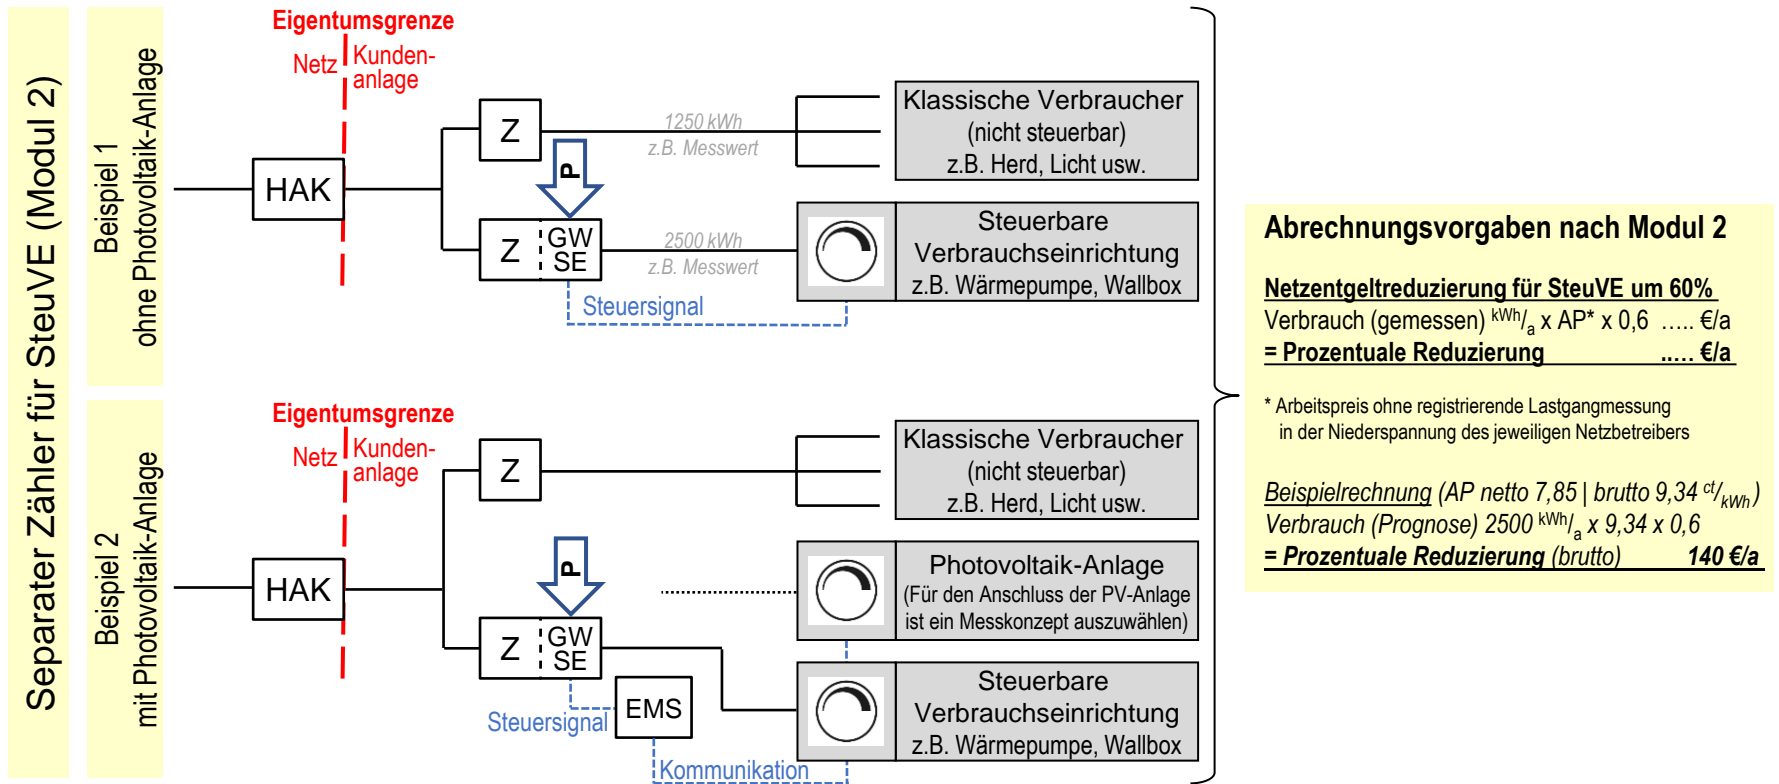 Separater Zähler für SteuVE (Modul 2)
Beispiel 1
ohne Photovoltaik-Anlage
Eigentumsgrenze
Netz
Kunden-
anlage
HAK
Z
1250 kWh
z.B. Messwert
P
Z
GW
SE
2500 kWh
z.B. Messwert
Steuersignal
Klassische Verbraucher
(nicht steuerbar)
z.B. Herd, Licht usw.
Steuerbare
Verbrauchseinrichtung
z.B. Wärmepumpe, Wallbox
Beispiel 2
mit Photovoltaik-Anlage
Eigentumsgrenze
Netz
Kunden-
anlage
HAK
Z
P
Z
GW
SE
Steuersignal
EMS
Kommunikation
Klassische Verbraucher
(nicht steuerbar)
z.B. Herd, Licht usw.
Photovoltaik-Anlage
(Für den Anschluss der PV-Anlage
ist ein Messkonzept auszuwählen)
Steuerbare
Verbrauchseinrichtung
z.B. Wärmepumpe, Wallbox
Abrechnungsvorgaben nach Modul 2
Netzentgeltreduzierung für SteuVE um 60%
Verbrauch (gemessen) kWh/a x AP* x 0,6 ….. €/a
= Prozentuale Reduzierung ..… €/a
* Arbeitspreis ohne registrierende Lastgangmessung
in der Niederspannung des jeweiligen Netzbetreibers
Beispielrechnung (AP netto 7,85 | brutto 9,34 ct/kWh)
Verbrauch (Prognose) 2500 kWh/a x 9,34 x 0,6
= Prozentuale Reduzierung (brutto) 140 €/a